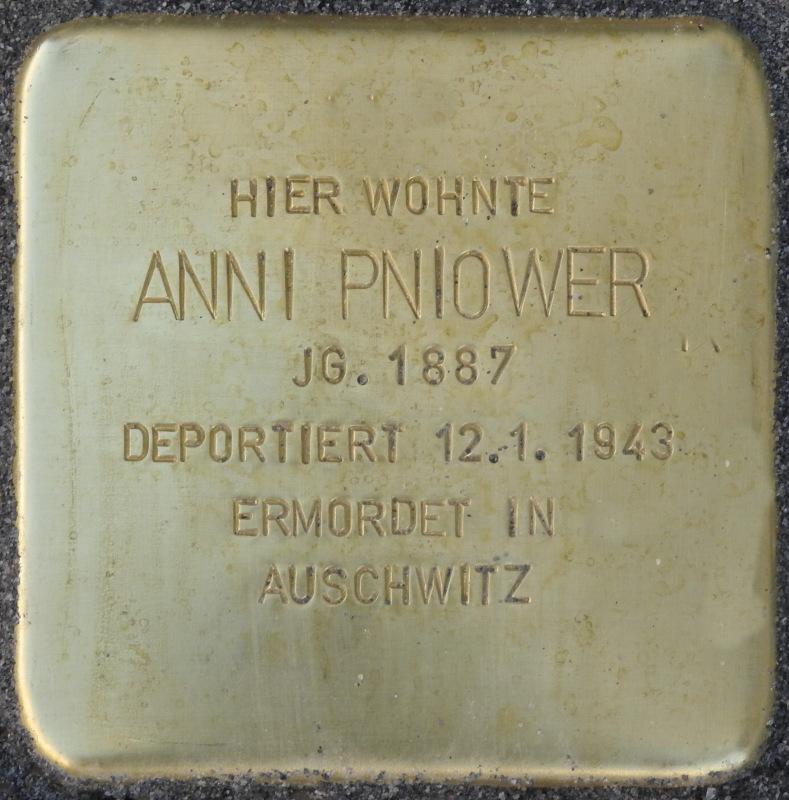 HIER WOHNTE
ANNI PNIOWER
JG. 1887
DEPORTIERT 12.1. 1943
ERMORDET IN
AUSCHWITZ